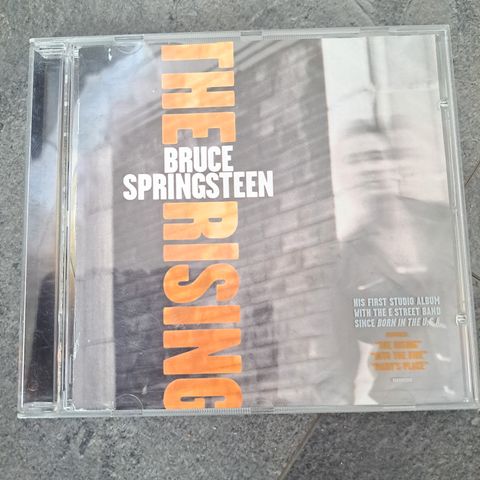 THE RISING
BRUCE
SPRINGSTEEN
HIS FIRST STUDIO ALBUM
WITH THE E STREET BAND
SINCE BORN IN THE U.S.A.
"THE RISING"
"INTO THE FIRE"
"MARY'S PLACE"